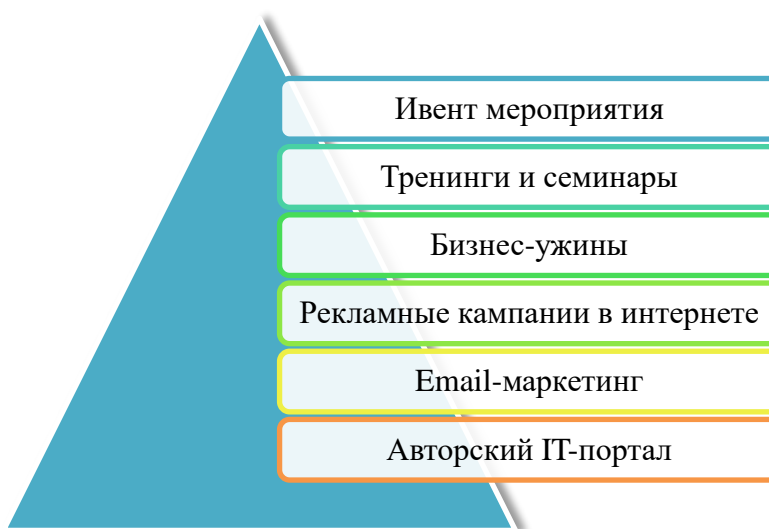 Ивент мероприятия
Тренинги и семинары
Бизнес-ужины
Рекламные кампании в интернете
Email-маркетинг
Авторский IT-портал